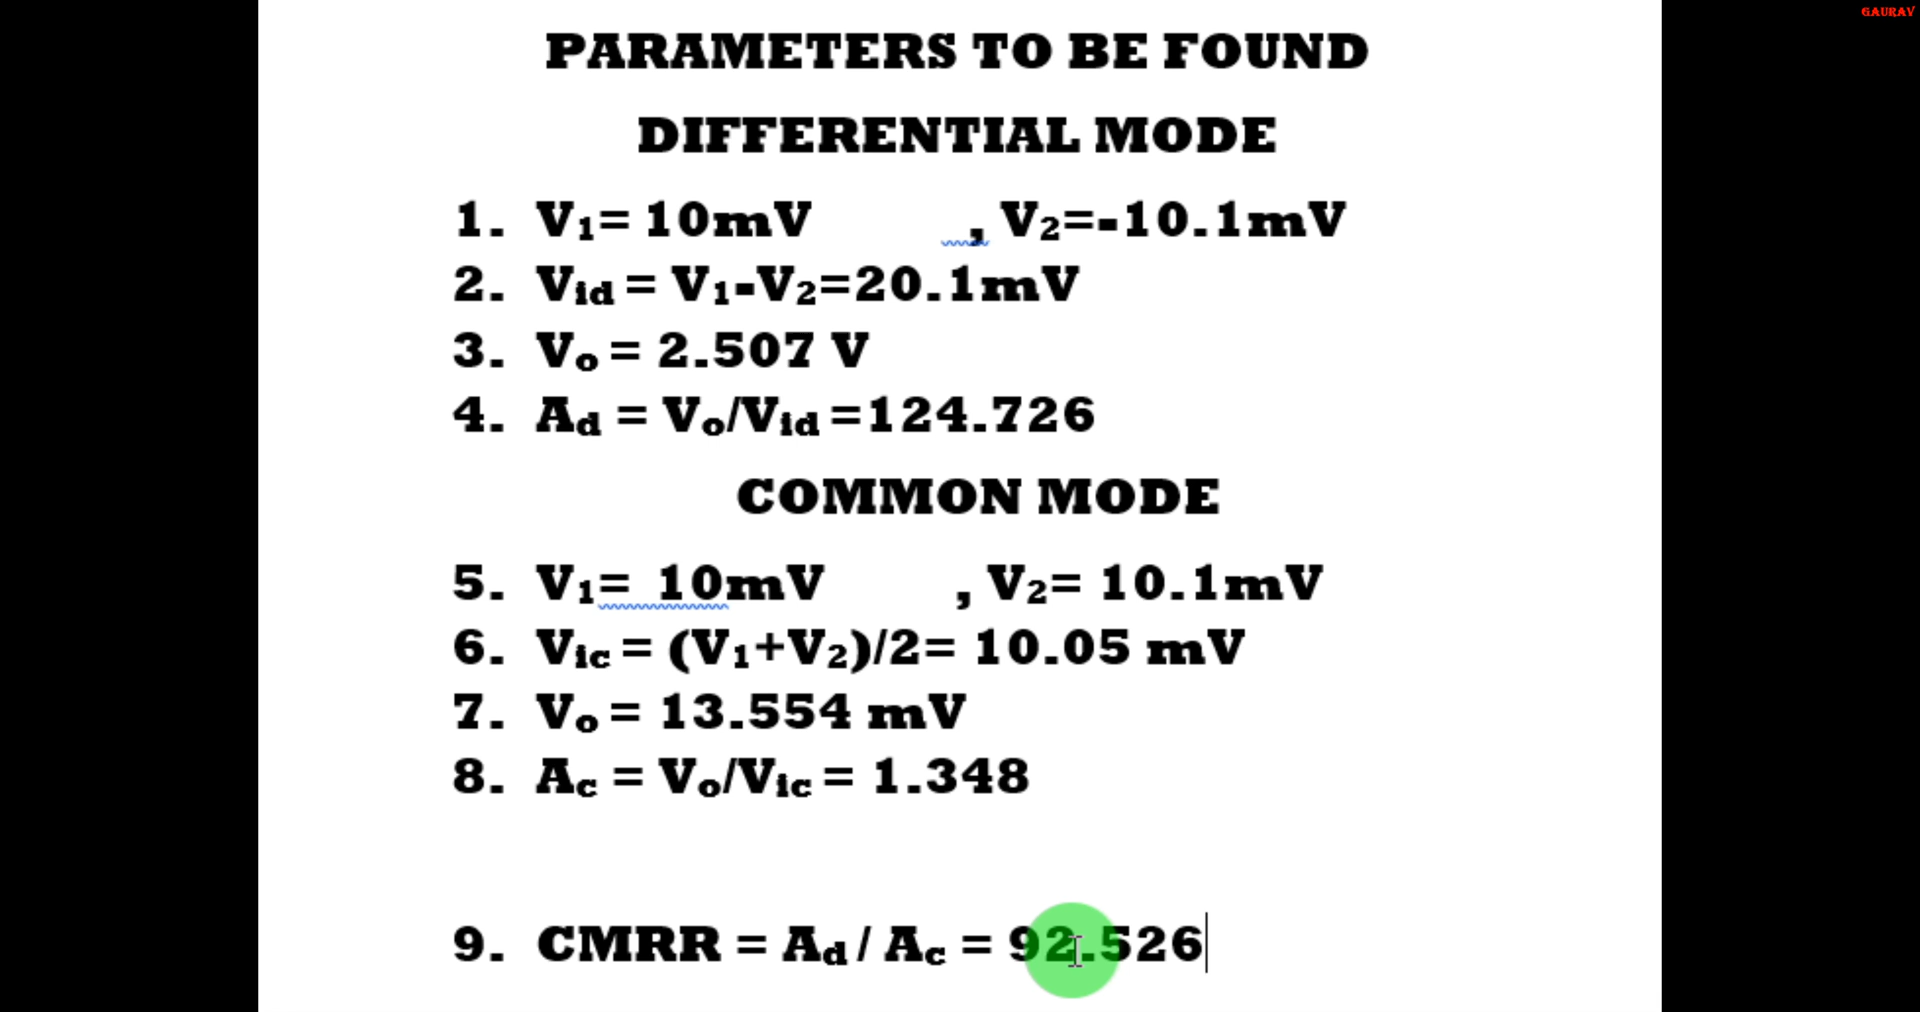 GAURAV
PARAMETERS TO BE FOUND
DIFFERENTIAL MODE
1. V₁= 10mV , V₂=-10.1mV
2. Vid = V₁-V₂=20.1mV
3. Vo = 2.507 V
4. Ad = Vo/Vid =124.726
COMMON MODE
5. V₁= 10mV , V₂= 10.1mV
6. Vic = (V₁+V₂)/2= 10.05 mV
7. Vo = 13.554 mV
8. Ac = Vo/Vic = 1.348
9. CMRR = Ad / Ac = 92.526